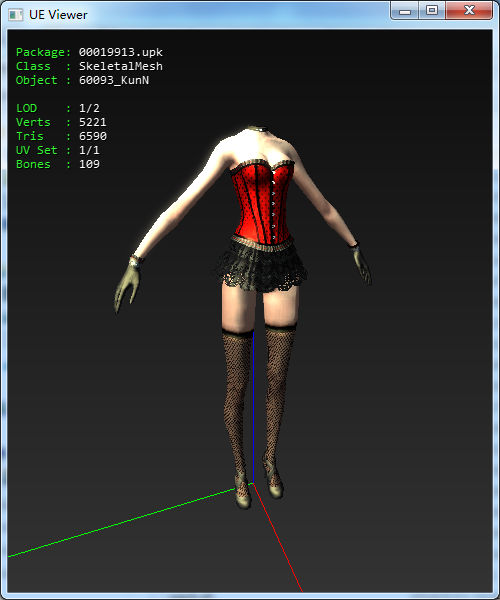 UE Viewer
Package: 00019913.upk
Class  : SkeletalMesh
Object : 60093_KunN
LOD    : 1/2
Verts  : 5221
Tris   : 6590
UV Set : 1/1
Bones  : 109